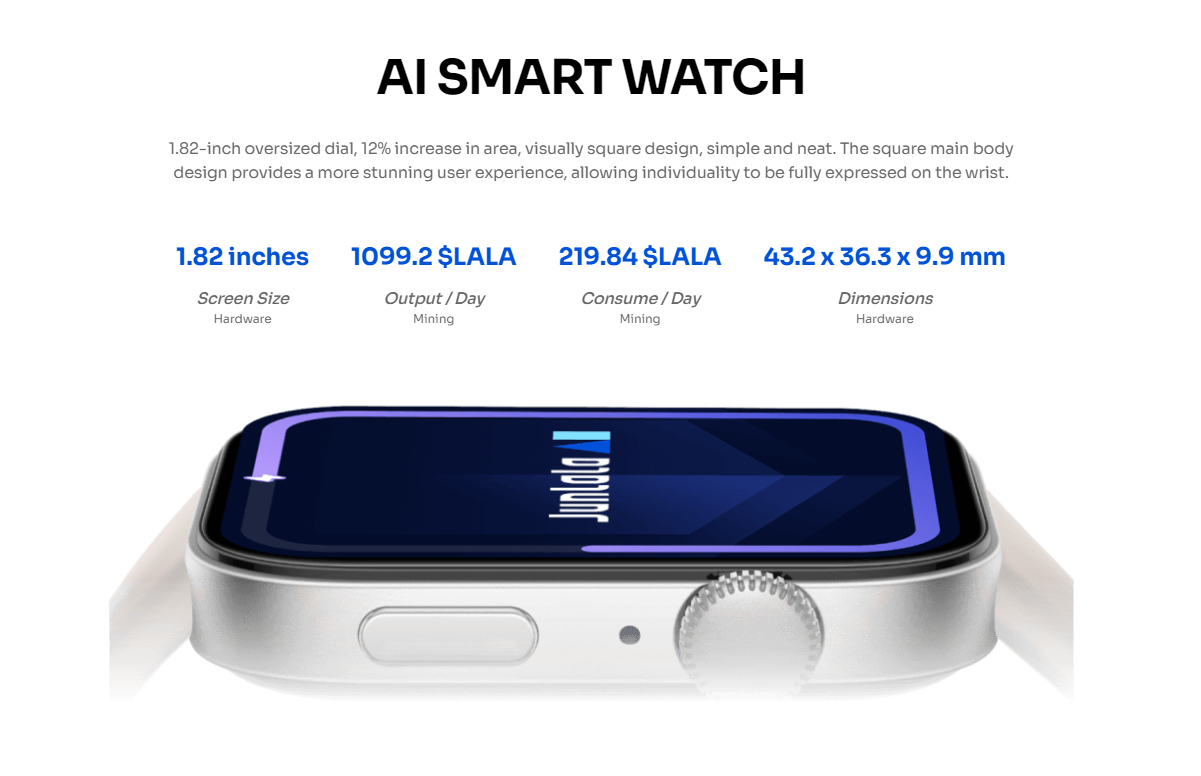 AI SMART WATCH
1.82-inch oversized dial, 12% increase in area, visually square design, simple and neat. The square main body
design provides a more stunning user experience, allowing individuality to be fully expressed on the wrist.
1.82 inches 1099.2 $LALA 219.84 $LALA 43.2 x 36.3 x 9.9 mm
Screen Size Output / Day Consume / Day Dimensions
Hardware Mining Mining Hardware